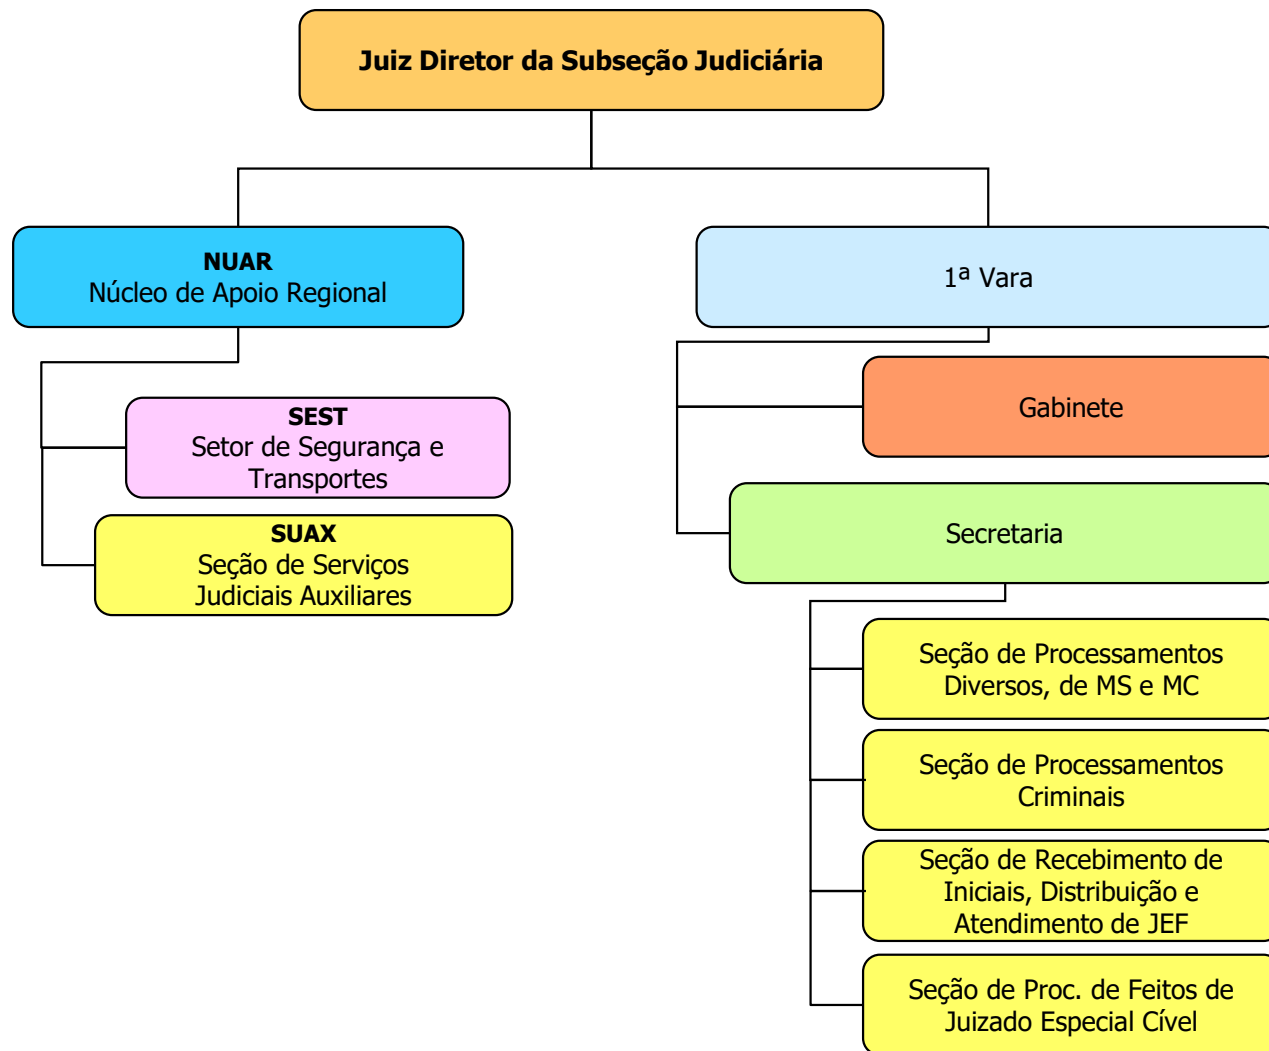 Juiz Diretor da Subseção Judiciária
NUAR
Núcleo de Apoio Regional
SEST
Setor de Segurança e
Transportes
SUAX
Seção de Serviços
Judiciais Auxiliares
1ª Vara
Gabinete
Secretaria
Seção de Processamentos
Diversos, de MS e MC
Seção de Processamentos
Criminais
Seção de Recebimento de
Iniciais, Distribuição e
Atendimento de JEF
Seção de Proc. de Feitos de
Juizado Especial Cível